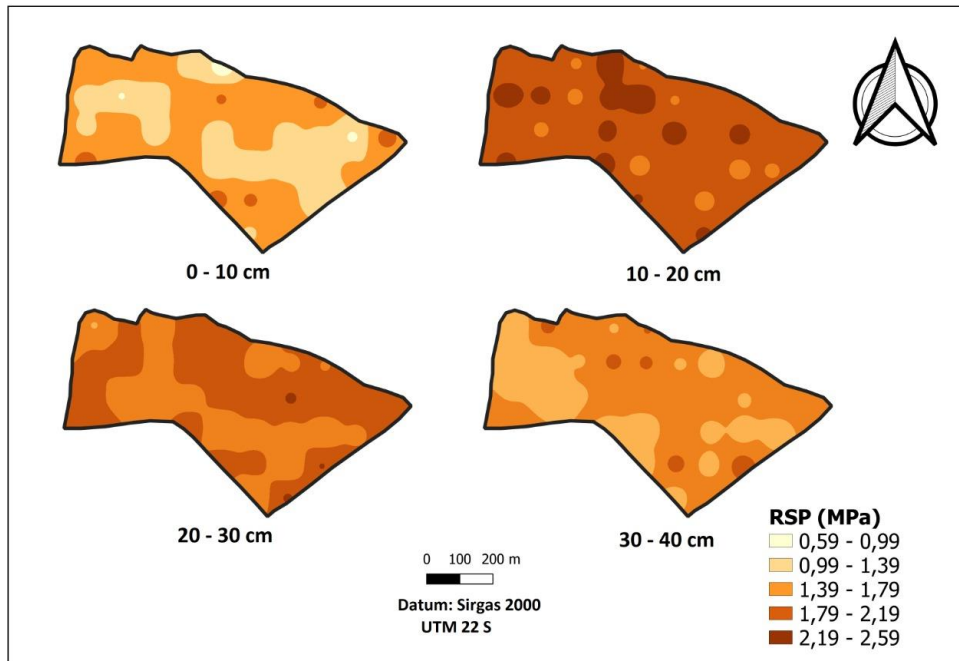 0 - 10 cm
10 - 20 cm
20 - 30 cm
30 - 40 cm
0 100 200 m
Datum: Sirgas 2000
UTM 22 S
RSP (MPa)
0,59 - 0,99
0,99 - 1,39
1,39 - 1,79
1,79 - 2,19
2,19 - 2,59